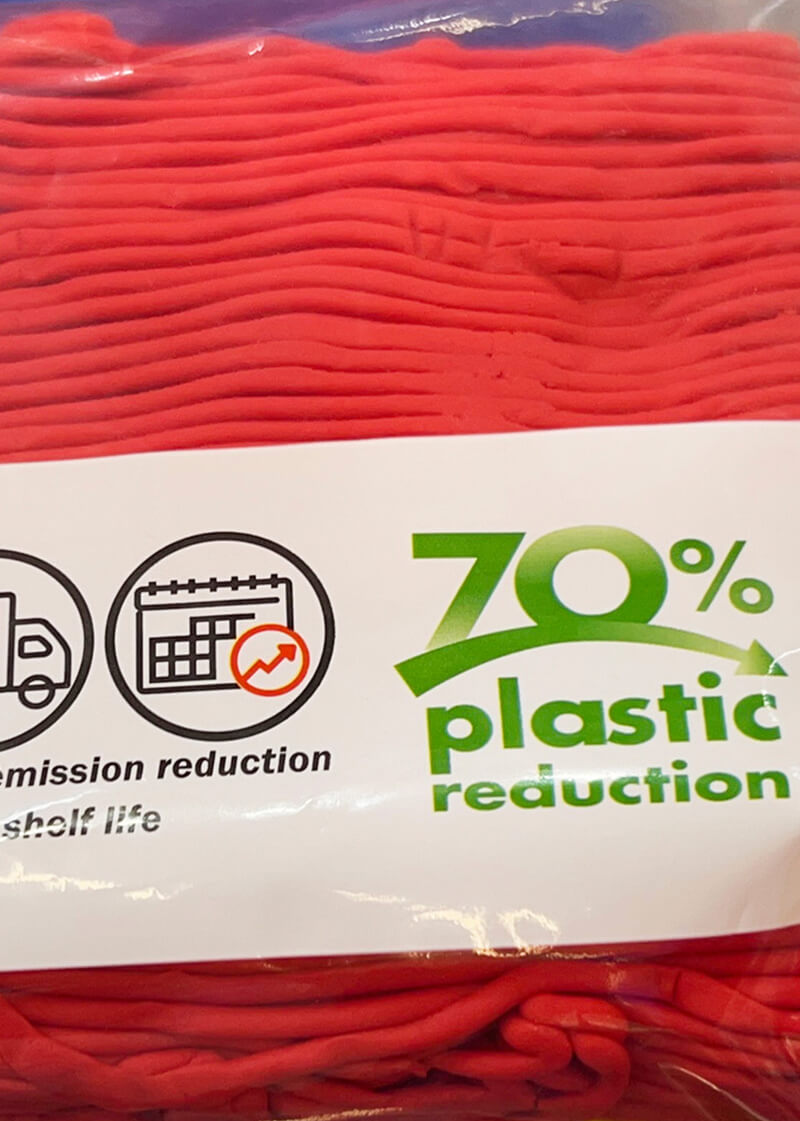 70%
plastic
reduction
emission reduction
shelf life